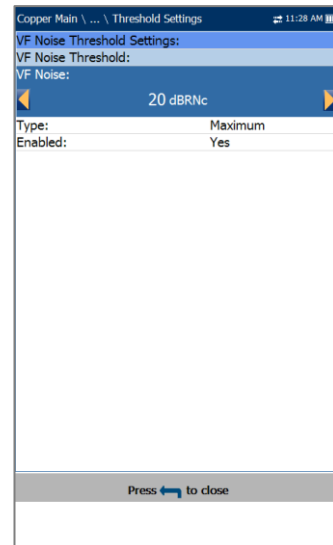 Copper Main \ ... \ Threshold Settings 11:28 AM
VF Noise Threshold Settings:
VF Noise Threshold:
VF Noise:
20 dBRNc
Type: Maximum
Enabled: Yes
Press to close